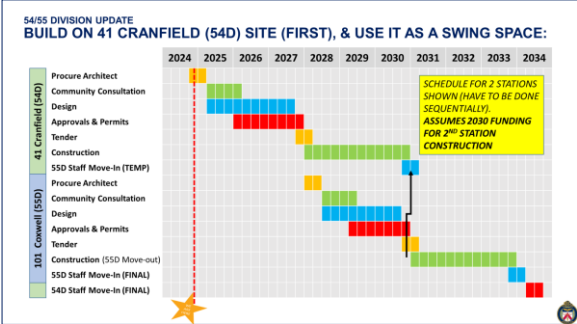 54/55 DIVISION UPDATE
BUILD ON 41 CRANFIELD (54D) SITE (FIRST), & USE IT AS A SWING SPACE:
2024 2025 2026 2027 2028 2029 2030 2031 2032 2033 2034
41 Cranfield (54D)
Procure Architect
Community Consultation
Design
Approvals & Permits
Tender
Construction
55D Staff Move-In (TEMP)
SCHEDULE FOR 2 STATIONS
SHOWN (HAVE TO BE DONE
SEQUENTIALLY).
ASSUMES 2030 FUNDING
FOR 2ND STATION
CONSTRUCTION
101 Coxwell (55D)
Procure Architect
Community Consultation
Design
Approvals & Permits
Tender
Construction (55D Move-out)
55D Staff Move-In (FINAL)
54D Staff Move-In (FINAL)